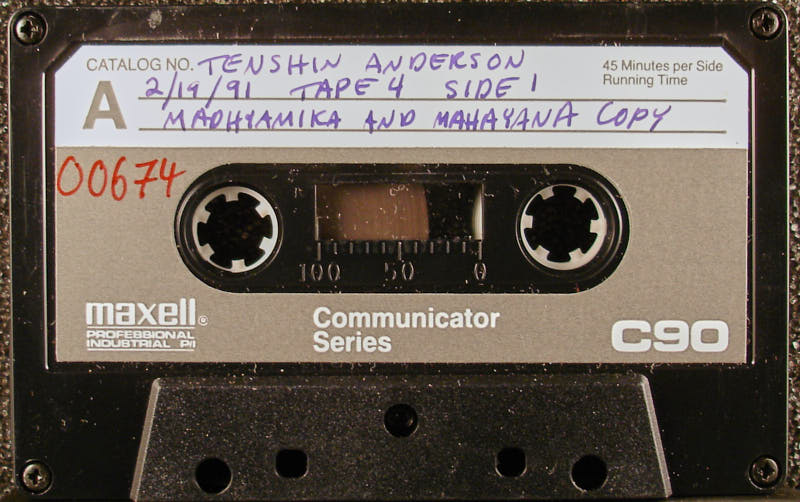 CATALOG NO. TENSHIN ANDERSON
45 Minutes per Side
Running Time
A
2/19/91 TAPE 4 SIDE 1
MADHYAMIKA AND MAHAYANA COPY
00674
100 50 0
maxell®
PROFESSIONAL
INDUSTRIAL P/I
Communicator
Series
C90